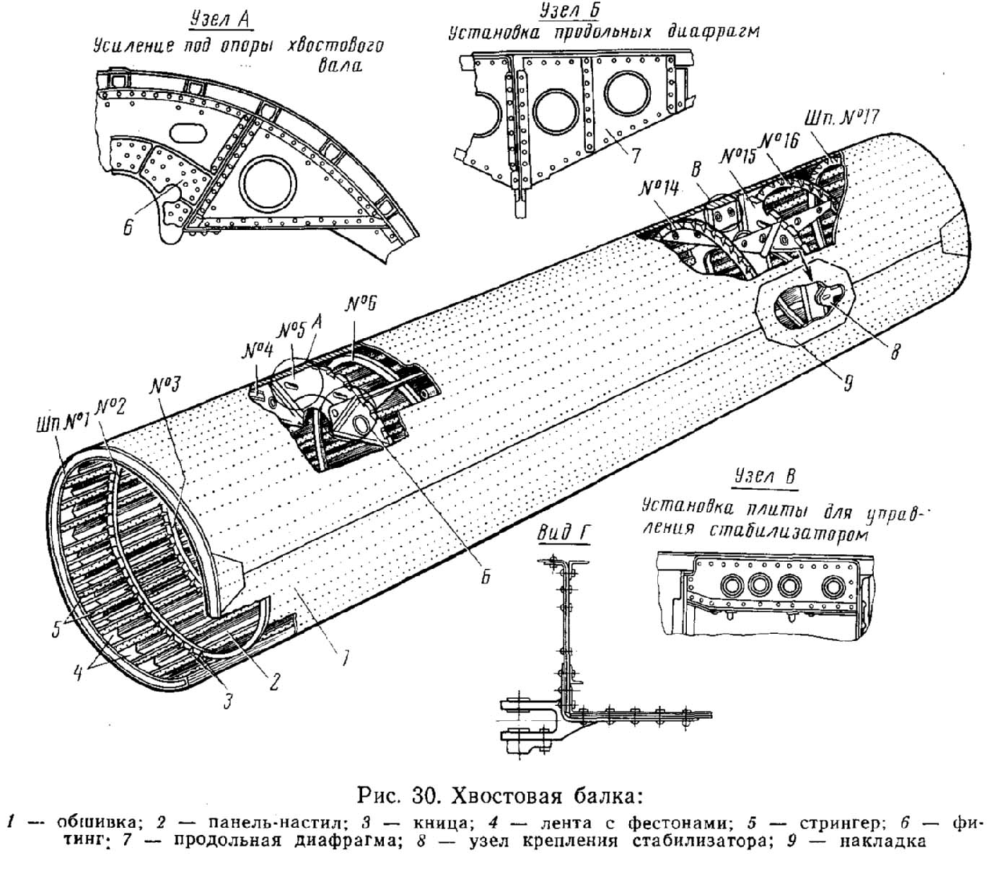 Узел А
Усиление под опоры хвостового
вала
Узел Б
Установка продольных диафрагм
6
7
Шп. №17
№16
№15
В
№14
8
9
№6
А
№5
№4
№3
№2
Шп №1
Б
5
4
3
2
1
Узел В
Установка плиты для управ-
ления стабилизатором
Вид Г
Рис. 30. Хвостовая балка:
1 — обшивка; 2 — панель-настил; 3 — кница; 4 — лента с фестонами; 5 — стрингер; 6 — фи-
тинг; 7 — продольная диафрагма; 8 — узел крепления стабилизатора; 9 — накладка